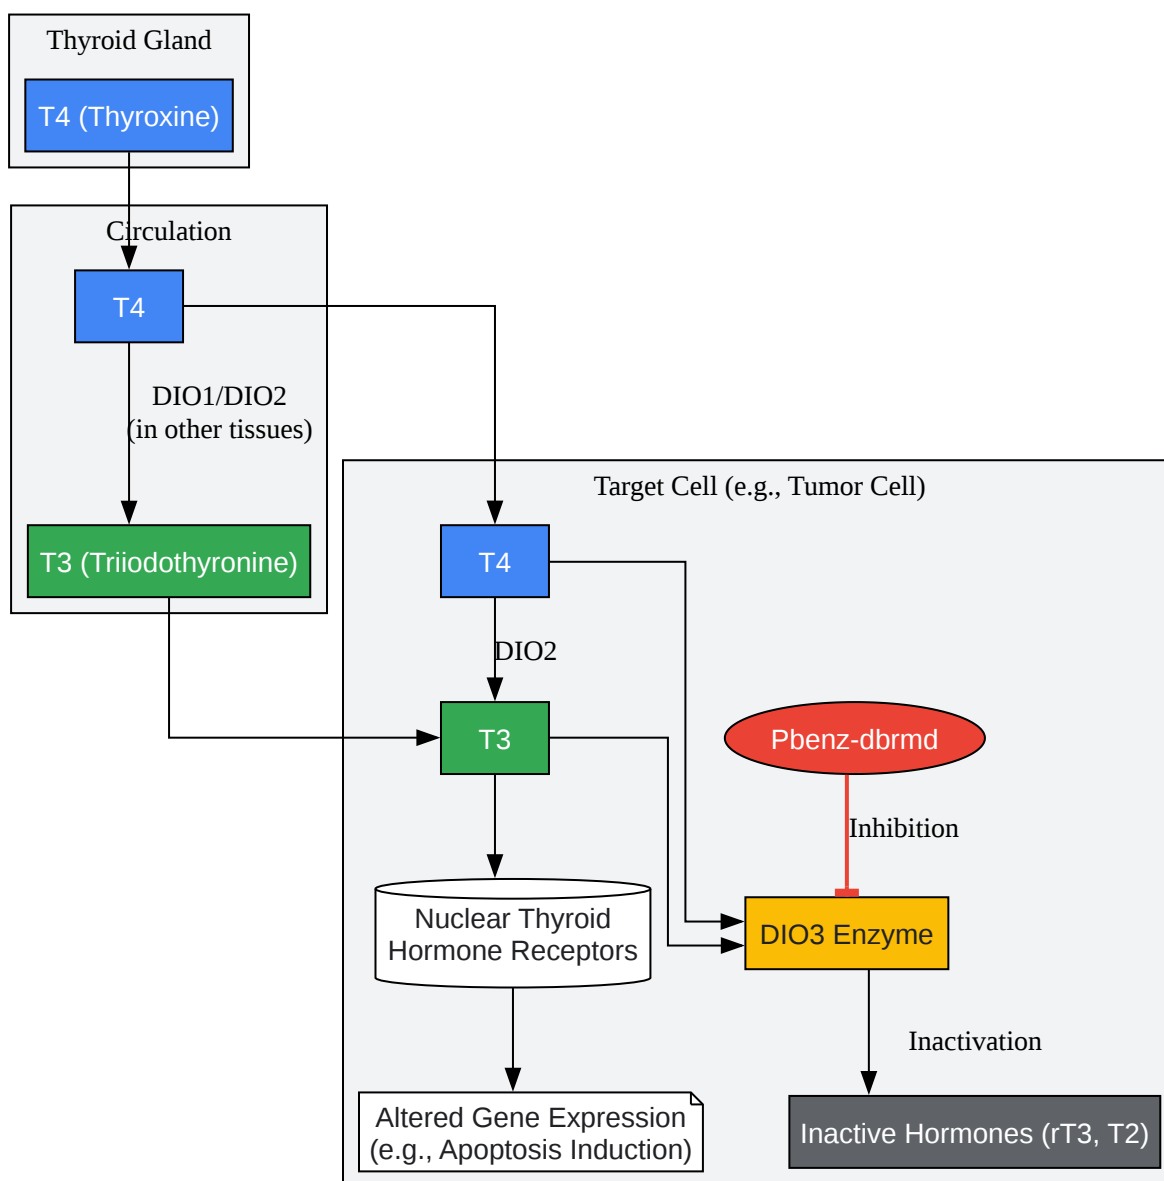 Thyroid Gland
T4 (Thyroxine)
Circulation
T4
DIO1/DIO2
(in other tissues)
T3 (Triiodothyronine)
Target Cell (e.g., Tumor Cell)
T4
DIO2
T3
Pbenz-dbrmd
Inhibition
Nuclear Thyroid
Hormone Receptors
DIO3 Enzyme
Inactivation
Altered Gene Expression
(e.g., Apoptosis Induction)
Inactive Hormones (rT3, T2)